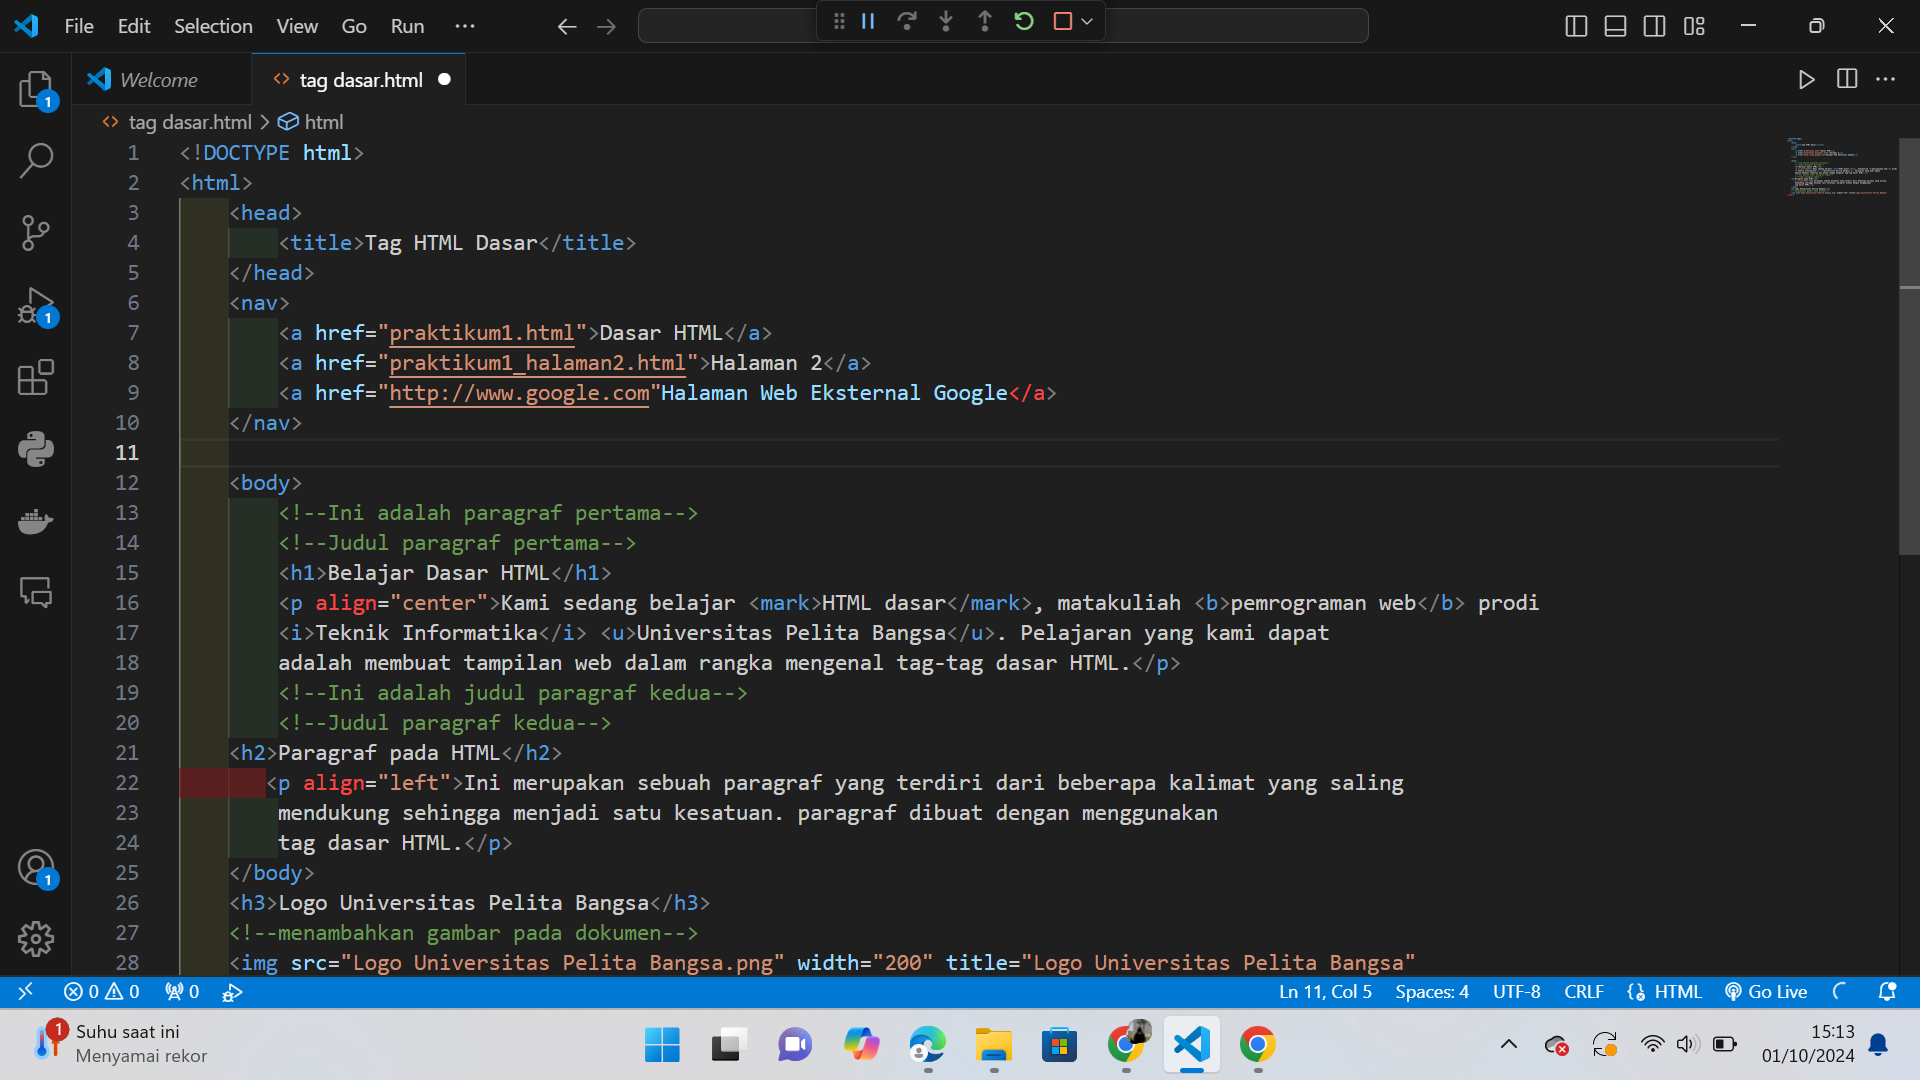 File Edit Selection View Go Run ···
Welcome
tag dasar.html
tag dasar.html > html
1 <!DOCTYPE html>
2 <html>
3 <head>
4 <title>Tag HTML Dasar</title>
5 </head>
6 <nav>
7 <a href="praktikum1.html">Dasar HTML</a>
8 <a href="praktikum1_halaman2.html">Halaman 2</a>
9 <a href="http://www.google.com"Halaman Web Eksternal Google</a>
10 </nav>
11
12 <body>
13 <!--Ini adalah paragraf pertama-->
14 <!--Judul paragraf pertama-->
15 <h1>Belajar Dasar HTML</h1>
16 <p align="center">Kami sedang belajar <mark>HTML dasar</mark>, matakuliah <b>pemrograman web</b> prodi
17 <i>Teknik Informatika</i> <u>Universitas Pelita Bangsa</u>. Pelajaran yang kami dapat
18 adalah membuat tampilan web dalam rangka mengenal tag-tag dasar HTML.</p>
19 <!--Ini adalah judul paragraf kedua-->
20 <!--Judul paragraf kedua-->
21 <h2>Paragraf pada HTML</h2>
22 <p align="left">Ini merupakan sebuah paragraf yang terdiri dari beberapa kalimat yang saling
23 mendukung sehingga menjadi satu kesatuan. paragraf dibuat dengan menggunakan
24 tag dasar HTML.</p>
25 </body>
26 <h3>Logo Universitas Pelita Bangsa</h3>
27 <!--menambahkan gambar pada dokumen-->
28 <img src="Logo Universitas Pelita Bangsa.png" width="200" title="Logo Universitas Pelita Bangsa"
1
1
1
0 0 0 Ln 11, Col 5 Spaces: 4 UTF-8 CRLF HTML Go Live
1
Suhu saat ini
Menyamai rekor
15:13
01/10/2024